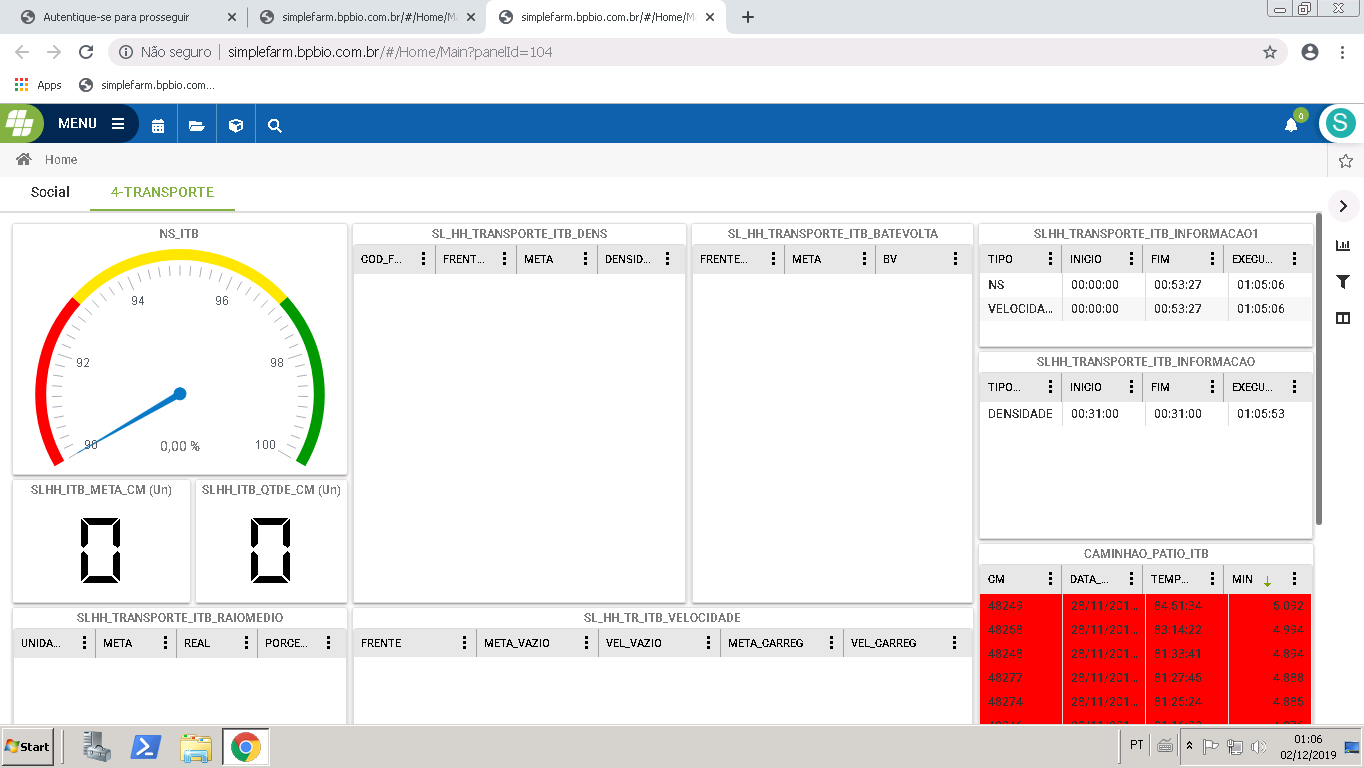 Autentique-se para prosseguir
simplefarm.bpbio.com.br/#/Home/M
simplefarm.bpbio.com.br/#/Home/M
Não seguro
simplefarm.bpbio.com.br/#/Home/Main?panelId=104
Apps
simplefarm.bpbio.com...
MENU
0
S
Home
Social
4-TRANSPORTE
NS_ITB
90
92
94
96
98
100
0,00 %
SLHH_ITB_META_CM (Un)
0
SLHH_ITB_QTDE_CM (Un)
0
SLHH_TRANSPORTE_ITB_RAIOMEDIO
UNIDA... META REAL PORCE...
SL_HH_TRANSPORTE_ITB_DENS
COD_F... FRENT... META DENSID...
SL_HH_TRANSPORTE_ITB_BATEVOLTA
FRENTE... META BV
SL_HH_TR_ITB_VELOCIDADE
FRENTE META_VAZIO VEL_VAZIO META_CARREG VEL_CARREG
SLHH_TRANSPORTE_ITB_INFORMACAO1
TIPO INICIO FIM EXECU...
NS 00:00:00 00:53:27 01:05:06
VELOCIDA... 00:00:00 00:53:27 01:05:06
SLHH_TRANSPORTE_ITB_INFORMACAO
TIPO... INICIO FIM EXECU...
DENSIDADE 00:31:00 00:31:00 01:05:53
CAMINHAO_PATIO_ITB
CM DATA_... TEMP... MIN
48249 28/11/201... 84:51:34 5.092
48258 28/11/201... 83:14:22 4.994
48248 28/11/201... 81:33:41 4.894
48277 28/11/201... 81:27:45 4.888
48274 28/11/201... 81:25:24 4.885
Start
PT
01:06
02/12/2019